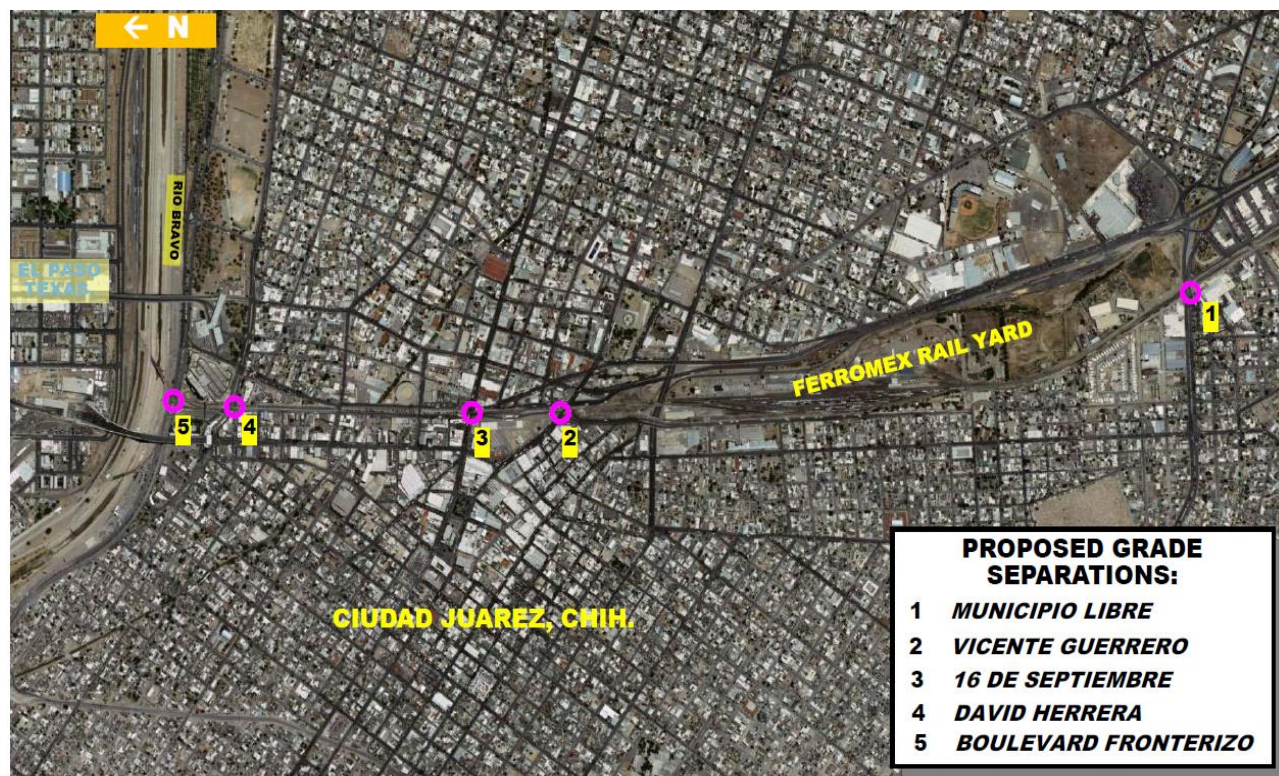 ← N
RIO BRAVO
EL PASO
TEXAS
1
FERROMEX RAIL YARD
5
4
3
2
CIUDAD JUAREZ, CHIH.
PROPOSED GRADE
SEPARATIONS:
1 MUNICIPIO LIBRE
2 VICENTE GUERRERO
3 16 DE SEPTIEMBRE
4 DAVID HERRERA
5 BOULEVARD FRONTERIZO